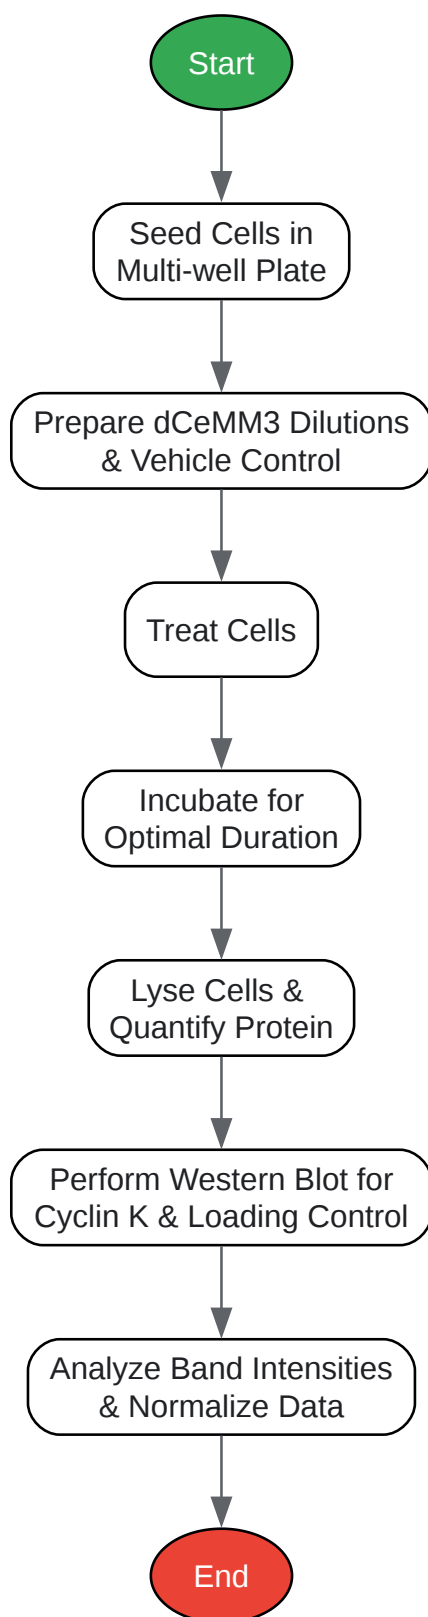 Start
Seed Cells in
Multi-well Plate
Prepare dCeMM3 Dilutions
& Vehicle Control
Treat Cells
Incubate for
Optimal Duration
Lyse Cells &
Quantify Protein
Perform Western Blot for
Cyclin K & Loading Control
Analyze Band Intensities
& Normalize Data
End